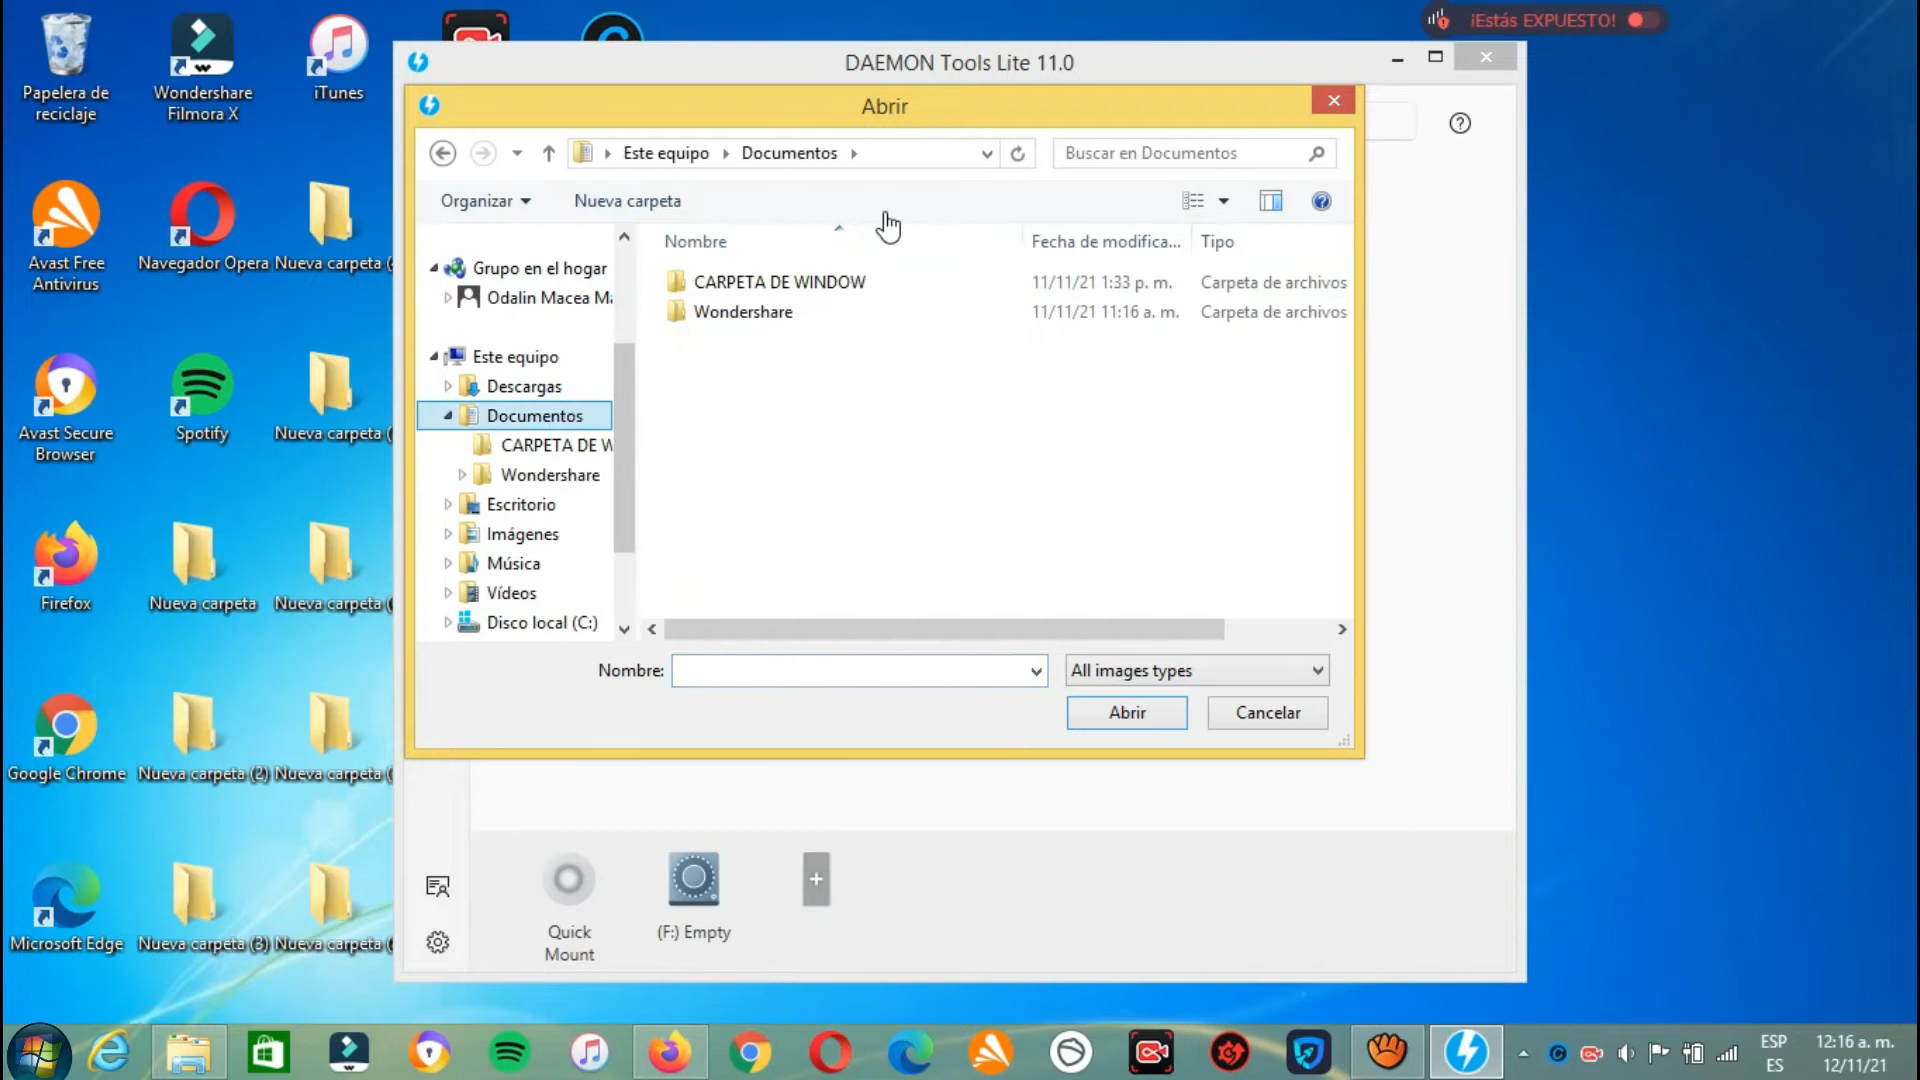 ¡Estás EXPUESTO!
Papelera de
reciclaje
Wondershare
Filmora X
iTunes
Avast Free
Antivirus
Navegador Opera
Nueva carpeta (
Avast Secure
Browser
Spotify
Nueva carpeta (
Firefox
Nueva carpeta
Nueva carpeta (
Google Chrome
Nueva carpeta (2)
Nueva carpeta (
Microsoft Edge
Nueva carpeta (3)
Nueva carpeta (
DAEMON Tools Lite 11.0
Abrir
Este equipo
Documentos
Buscar en Documentos
Organizar
Nueva carpeta
Nombre
Fecha de modifica...
Tipo
CARPETA DE WINDOW
11/11/21 1:33 p. m.
Carpeta de archivos
Wondershare
11/11/21 11:16 a. m.
Carpeta de archivos
Grupo en el hogar
Odalin Macea Ma
Este equipo
Descargas
Documentos
CARPETA DE W
Wondershare
Escritorio
Imágenes
Música
Vídeos
Disco local (C:)
Nombre:
All images types
Abrir
Cancelar
Quick
Mount
(F:) Empty
ESP
ES
12:16 a. m.
12/11/21